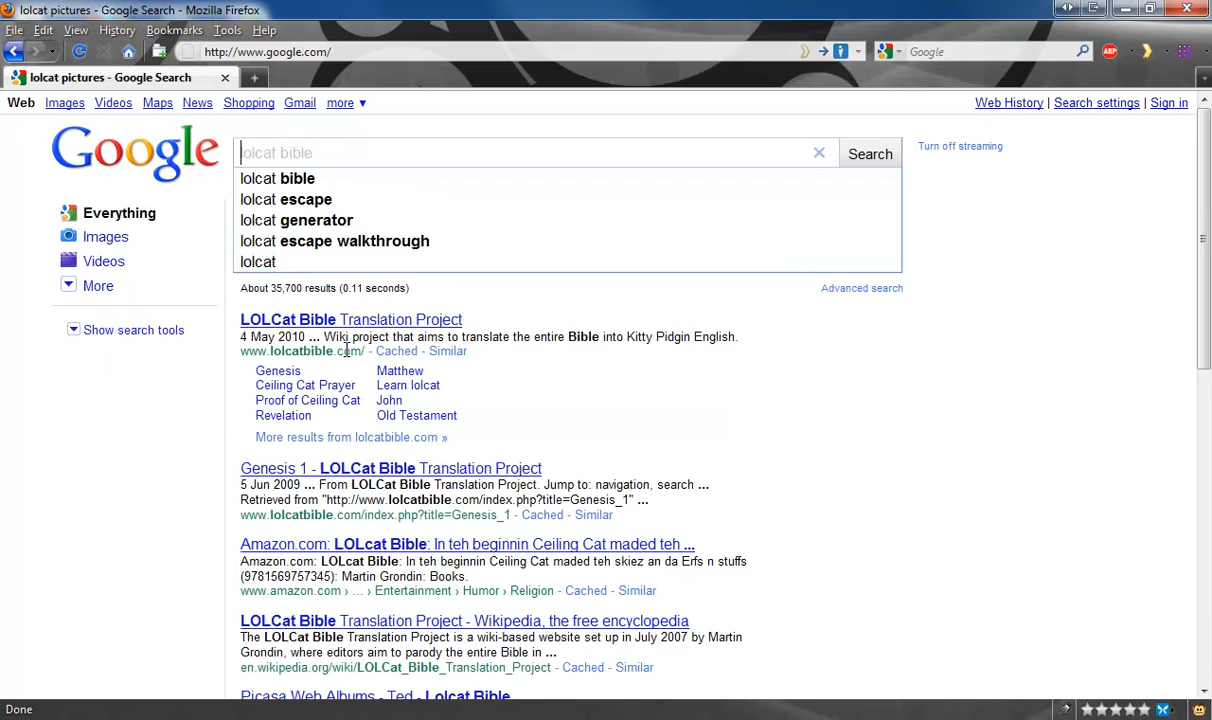 lolcat pictures - Google Search - Mozilla Firefox
File Edit View History Bookmarks Tools Help
http://www.google.com/ Google ABP
lolcat pictures - Google Search
Web Images Videos Maps News Shopping Gmail more ▼ Web History | Search settings | Sign in
Google lolcat bible Search Turn off streaming
lolcat bible
lolcat escape
lolcat generator
lolcat escape walkthrough
lolcat
Everything
Images
Videos
More
Show search tools
About 35,700 results (0.11 seconds) Advanced search
LOLCat Bible Translation Project
4 May 2010 ... Wiki project that aims to translate the entire Bible into Kitty Pidgin English.
www.lolcatbible.com/ - Cached - Similar
Genesis Matthew
Ceiling Cat Prayer Learn lolcat
Proof of Ceiling Cat John
Revelation Old Testament
More results from lolcatbible.com »
Genesis 1 - LOLCat Bible Translation Project
5 Jun 2009 ... From LOLCat Bible Translation Project. Jump to: navigation, search ...
Retrieved from "http://www.lolcatbible.com/index.php?title=Genesis_1" ...
www.lolcatbible.com/index.php?title=Genesis_1 - Cached - Similar
Amazon.com: LOLcat Bible: In teh beginnin Ceiling Cat maded teh ...
Amazon.com: LOLcat Bible: In teh beginnin Ceiling Cat maded teh skiez an da Erfs n stuffs
(9781569757345): Martin Grondin: Books.
www.amazon.com › ... › Entertainment › Humor › Religion - Cached - Similar
LOLCat Bible Translation Project - Wikipedia, the free encyclopedia
The LOLCat Bible Translation Project is a wiki-based website set up in July 2007 by Martin
Grondin, where editors aim to parody the entire Bible in ...
en.wikipedia.org/wiki/LOLCat_Bible_Translation_Project - Cached - Similar
Picasa Web Albums - Ted - Lolcat Bible
Done